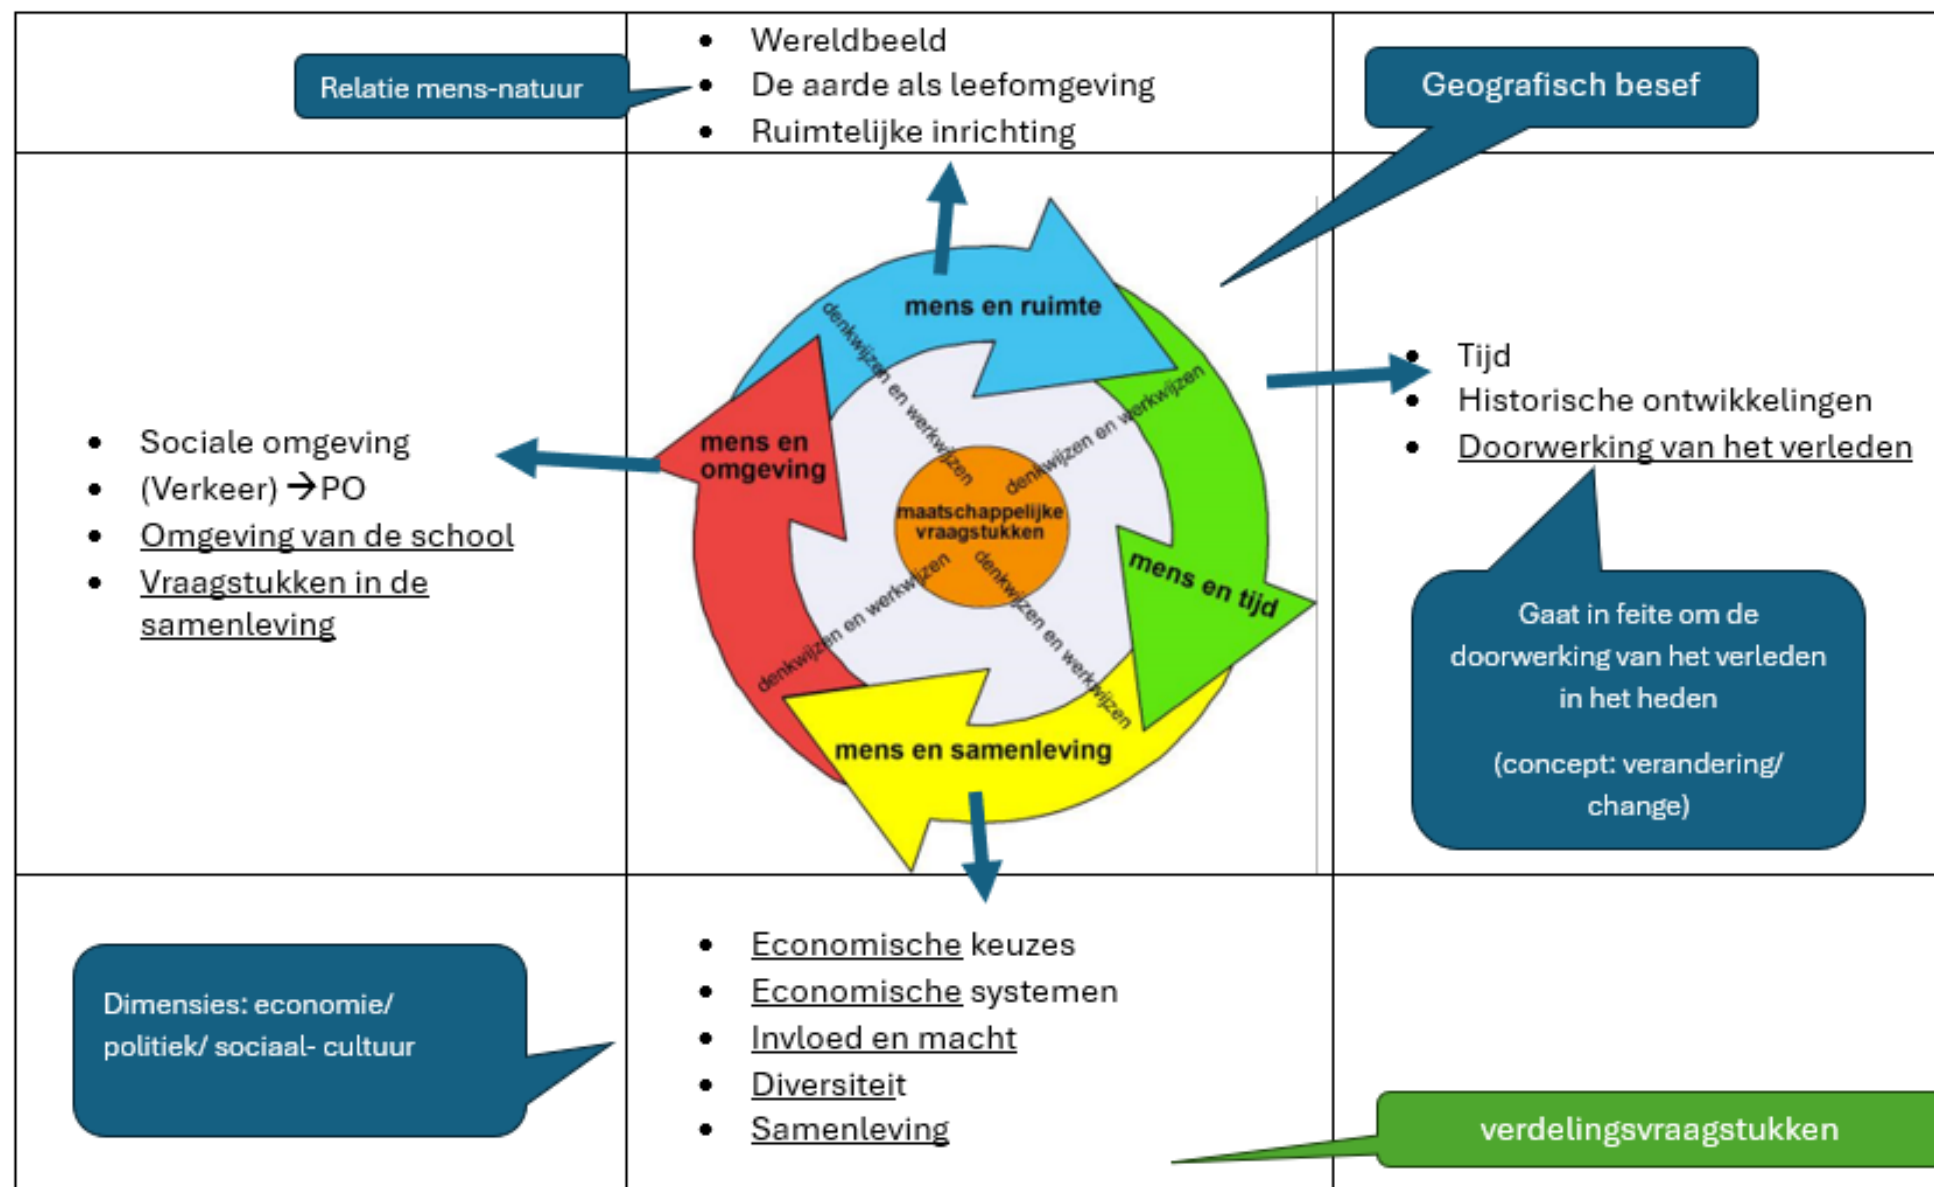 Relatie mens-natuur
• Wereldbeeld
• De aarde als leefomgeving
• Ruimtelijke inrichting
Geografisch besef
• Sociale omgeving
• (Verkeer) →PO
• Omgeving van de school
• Vraagstukken in de
samenleving
mens en ruimte
denkwijzen en werkwijzen
denkwijzen en werkwijzen
mens en
omgeving
maatschappelijke
vraagstukken
mens en tijd
denkwijzen en werkwijzen
denkwijzen en werkwijzen
mens en samenleving
• Tijd
• Historische ontwikkelingen
• Doorwerking van het verleden
Gaat in feite om de
doorwerking van het verleden
in het heden
(concept: verandering/
change)
Dimensies: economie/
politiek/ sociaal- cultuur
• Economische keuzes
• Economische systemen
• Invloed en macht
• Diversiteit
• Samenleving
verdelingsvraagstukken